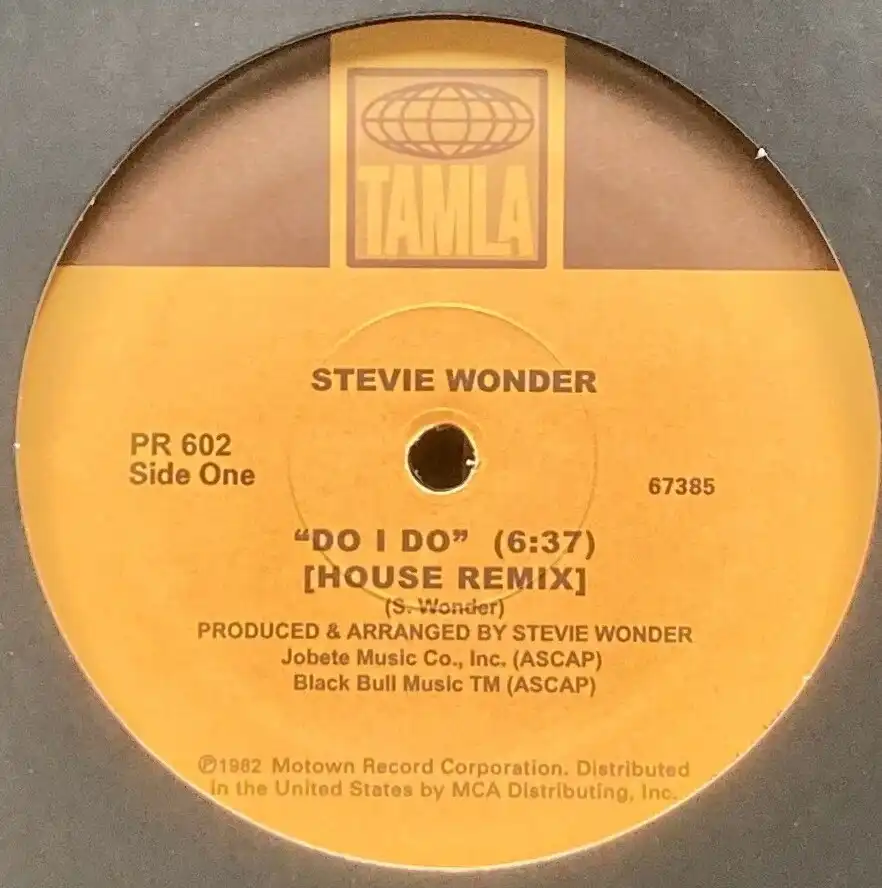 TAMLA
STEVIE WONDER
PR 602
Side One
67385
“DO I DO” (6:37)
[HOUSE REMIX]
(S. Wonder)
PRODUCED & ARRANGED BY STEVIE WONDER
Jobete Music Co., Inc. (ASCAP)
Black Bull Music TM (ASCAP)
℗1982 Motown Record Corporation. Distributed
in the United States by MCA Distributing, Inc.